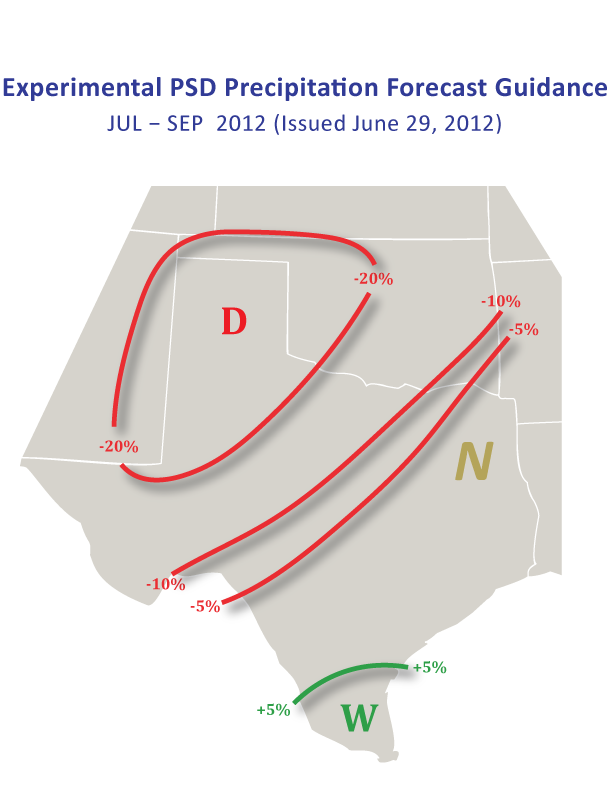 Experimental PSD Precipitation Forecast Guidance
JUL – SEP 2012 (Issued June 29, 2012)
-20%
-10%
D
-5%
-20%
N
-10%
-5%
+5%
+5%
W